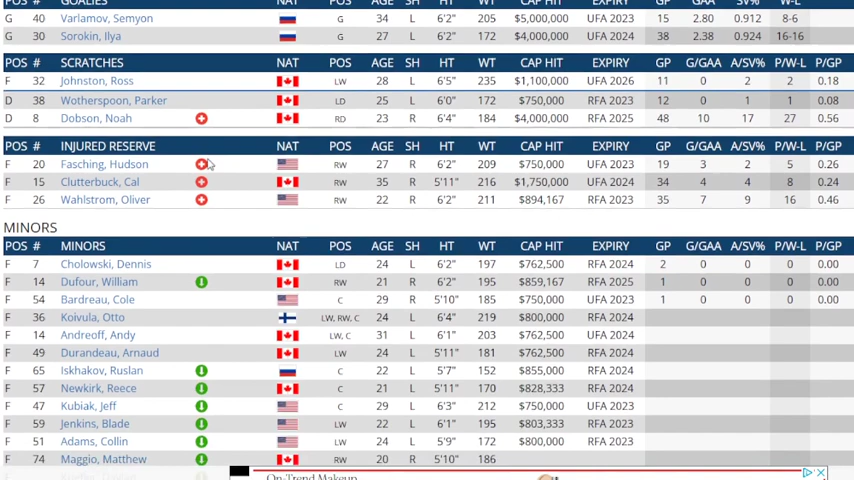 POS # GOALIES NAT POS AGE SH HT WT CAP HIT EXPIRY GP GAA SV% W-L
G 40 Varlamov, Semyon G 34 L 6'2" 205 $5,000,000 UFA 2023 15 2.80 0.912 8-6
G 30 Sorokin, Ilya G 27 L 6'2" 172 $4,000,000 UFA 2024 38 2.38 0.924 16-16
POS # SCRATCHES NAT POS AGE SH HT WT CAP HIT EXPIRY GP G/GAA A/SV% P/W-L P/GP
F 32 Johnston, Ross LW 28 L 6'5" 235 $1,100,000 UFA 2026 11 0 2 2 0.18
D 38 Wotherspoon, Parker LD 25 L 6'0" 172 $750,000 RFA 2023 12 0 1 1 0.08
D 8 Dobson, Noah RD 23 R 6'4" 184 $4,000,000 RFA 2025 48 10 17 27 0.56
POS # INJURED RESERVE NAT POS AGE SH HT WT CAP HIT EXPIRY GP G/GAA A/SV% P/W-L P/GP
F 20 Fasching, Hudson RW 27 R 6'2" 209 $750,000 UFA 2023 19 3 2 5 0.26
F 15 Clutterbuck, Cal RW 35 R 5'11" 216 $1,750,000 UFA 2024 34 4 4 8 0.24
F 26 Wahlstrom, Oliver RW 22 R 6'2" 211 $894,167 RFA 2023 35 7 9 16 0.46
MINORS
POS # MINORS NAT POS AGE SH HT WT CAP HIT EXPIRY GP G/GAA A/SV% P/W-L P/GP
F 7 Cholowski, Dennis LD 24 L 6'2" 197 $762,500 RFA 2024 2 0 0 0 0.00
F 14 Dufour, William RW 21 R 6'2" 195 $859,167 RFA 2025 1 0 0 0 0.00
F 54 Bardreau, Cole C 29 R 5'10" 185 $750,000 UFA 2023 1 0 0 0 0.00
F 36 Koivula, Otto LW, RW, C 24 L 6'4" 219 $800,000 RFA 2024
F 14 Andreoff, Andy LW, C 31 L 6'1" 203 $762,500 UFA 2024
F 49 Durandeau, Arnaud LW 24 L 5'11" 181 $762,500 RFA 2024
F 65 Iskhakov, Ruslan C 22 L 5'7" 152 $855,000 RFA 2024
F 57 Newkirk, Reece C 21 L 5'11" 170 $828,333 RFA 2024
F 47 Kubiak, Jeff C 29 L 6'3" 212 $750,000 UFA 2023
F 59 Jenkins, Blade LW 22 L 6'1" 195 $803,333 RFA 2024
F 51 Adams, Collin LW 24 L 5'9" 172 $800,000 RFA 2023
F 74 Maggio, Matthew RW 20 R 5'10" 186
On-Trend Makeup